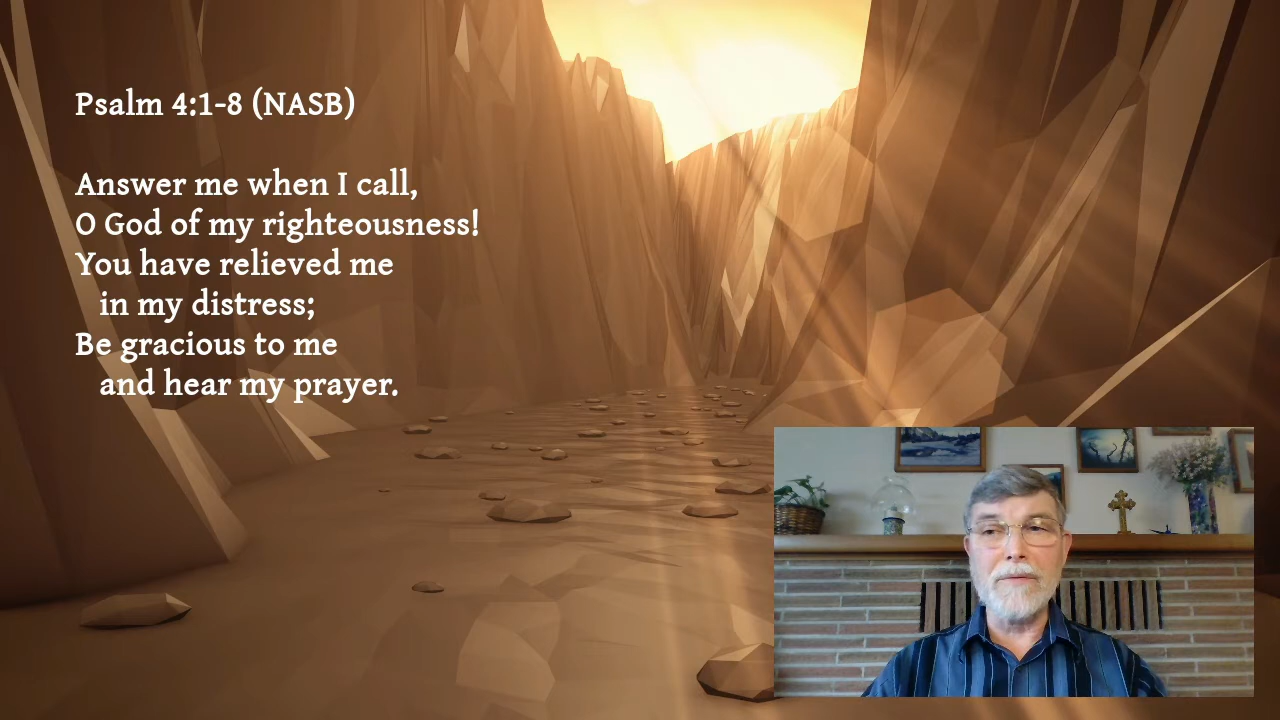 Psalm 4:1-8 (NASB)
Answer me when I call,
O God of my righteousness!
You have relieved me
in my distress;
Be gracious to me
and hear my prayer.